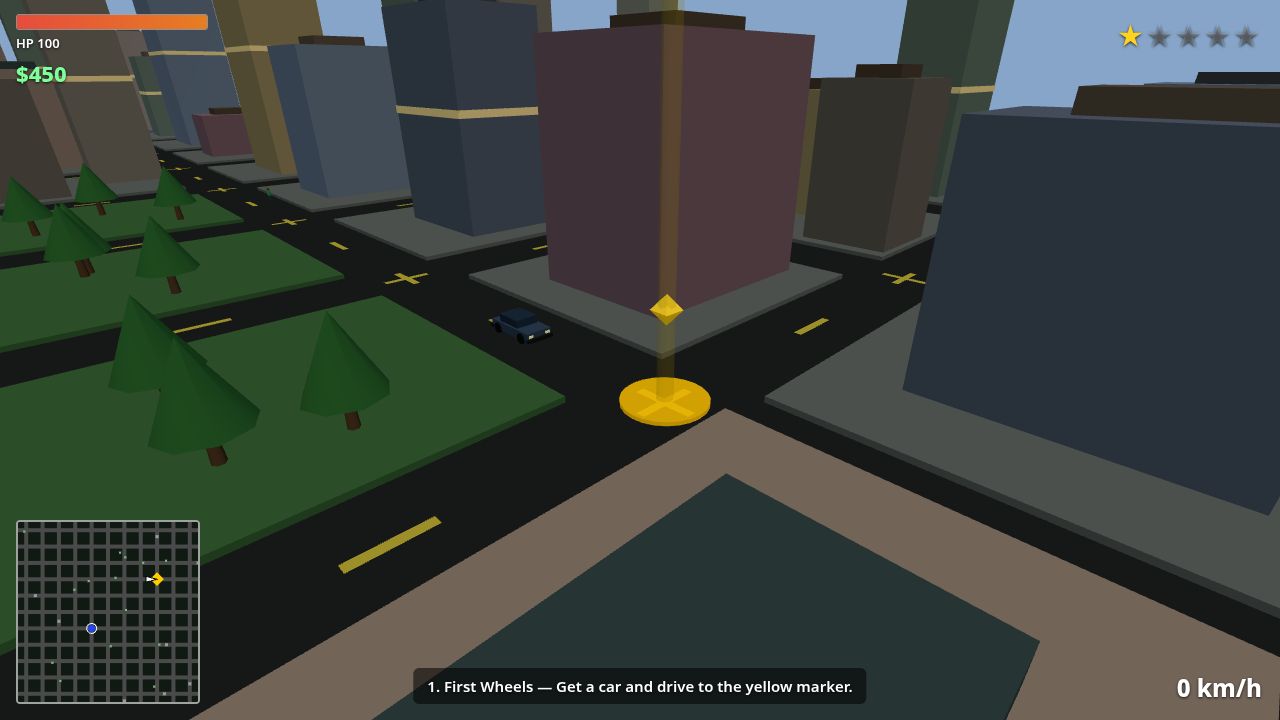 HP 100
$450
1. First Wheels — Get a car and drive to the yellow marker.
0 km/h